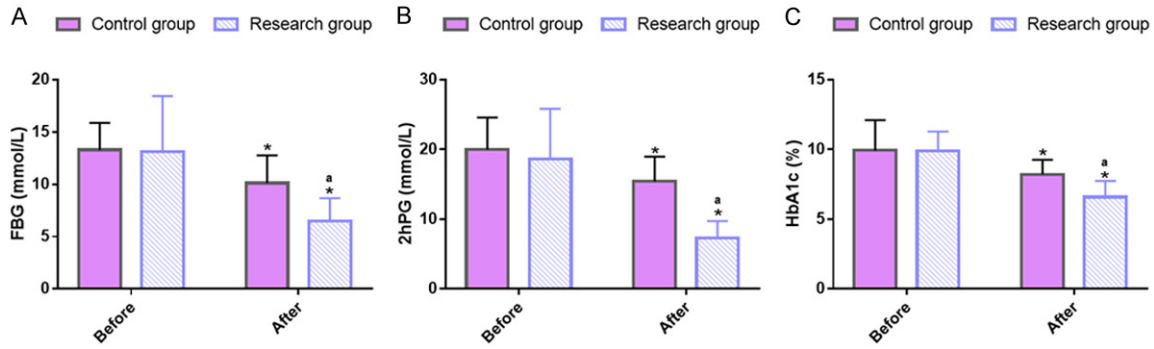 A
Control group Research group
FBG (mmol/L)
20
15
10
5
0
*
a
*
Before
After
B
Control group Research group
2hPG (mmol/L)
30
20
10
0
*
a
*
Before
After
C
Control group Research group
HbA1c (%)
15
10
5
0
*
a
*
Before
After